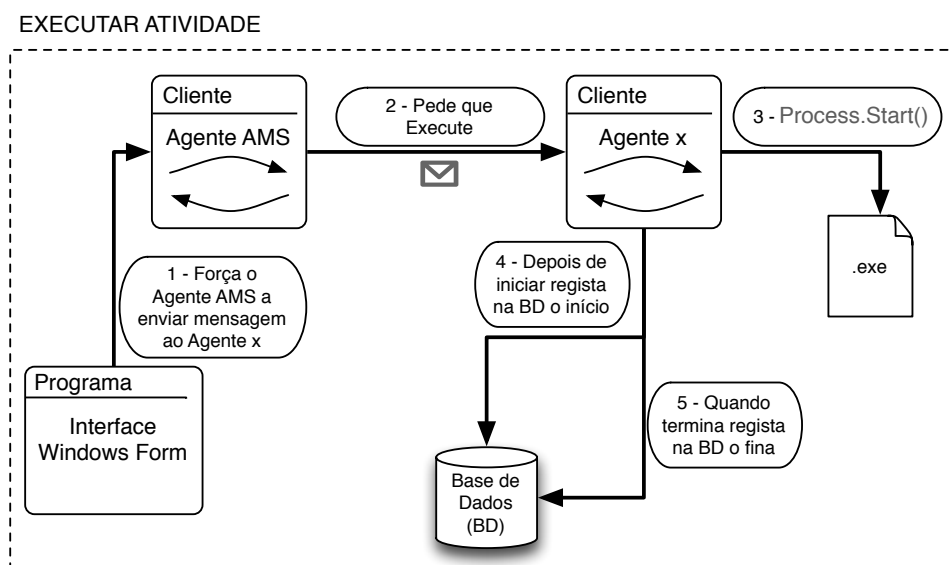 EXECUTAR ATIVIDADE
Cliente
Agente AMS
2 - Pede que
Execute
Cliente
Agente x
3 - Process.Start()
.exe
1 - Força o
Agente AMS a
enviar mensagem
ao Agente x
4 - Depois de
iniciar regista
na BD o início
Programa
Interface
Windows Form
5 - Quando
termina regista
na BD o fina
Base de
Dados
(BD)